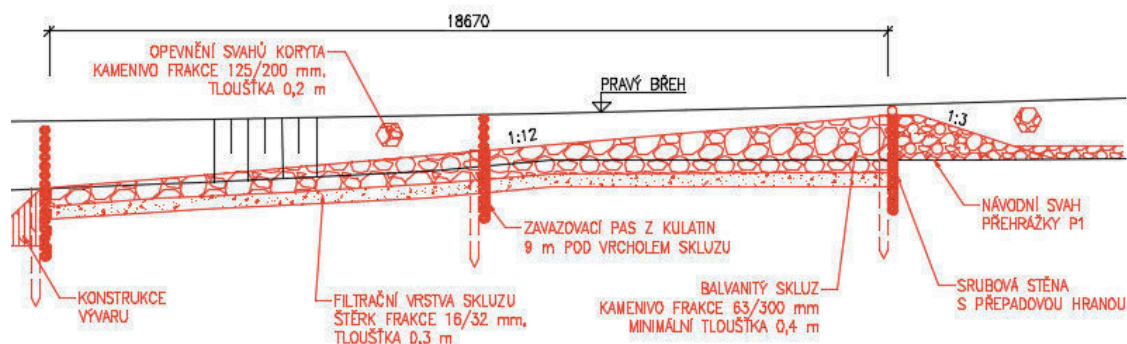 18670
OPEVNĚNÍ SVAHŮ KORYTA
KAMENIVO FRAKCE 125/200 mm,
TLOUŠŤKA 0,2 m
PRAVÝ BŘEH
1:12
1:3
ZAVAZOVACÍ PAS Z KULATIN
9 m POD VRCHOLEM SKLUZU
NÁVODNÍ SVAH
PŘEHRÁŽKY P1
KONSTRUKCE
VÝVARU
FILTRAČNÍ VRSTVA SKLUZU
ŠTĚRK FRAKCE 16/32 mm,
TLOUŠŤKA 0,3 m
BALVANITÝ SKLUZ
KAMENIVO FRAKCE 63/300 mm
MINIMÁLNÍ TLOUŠŤKA 0,4 m
SRUBOVÁ STĚNA
S PŘEPADOVOU HRANOU